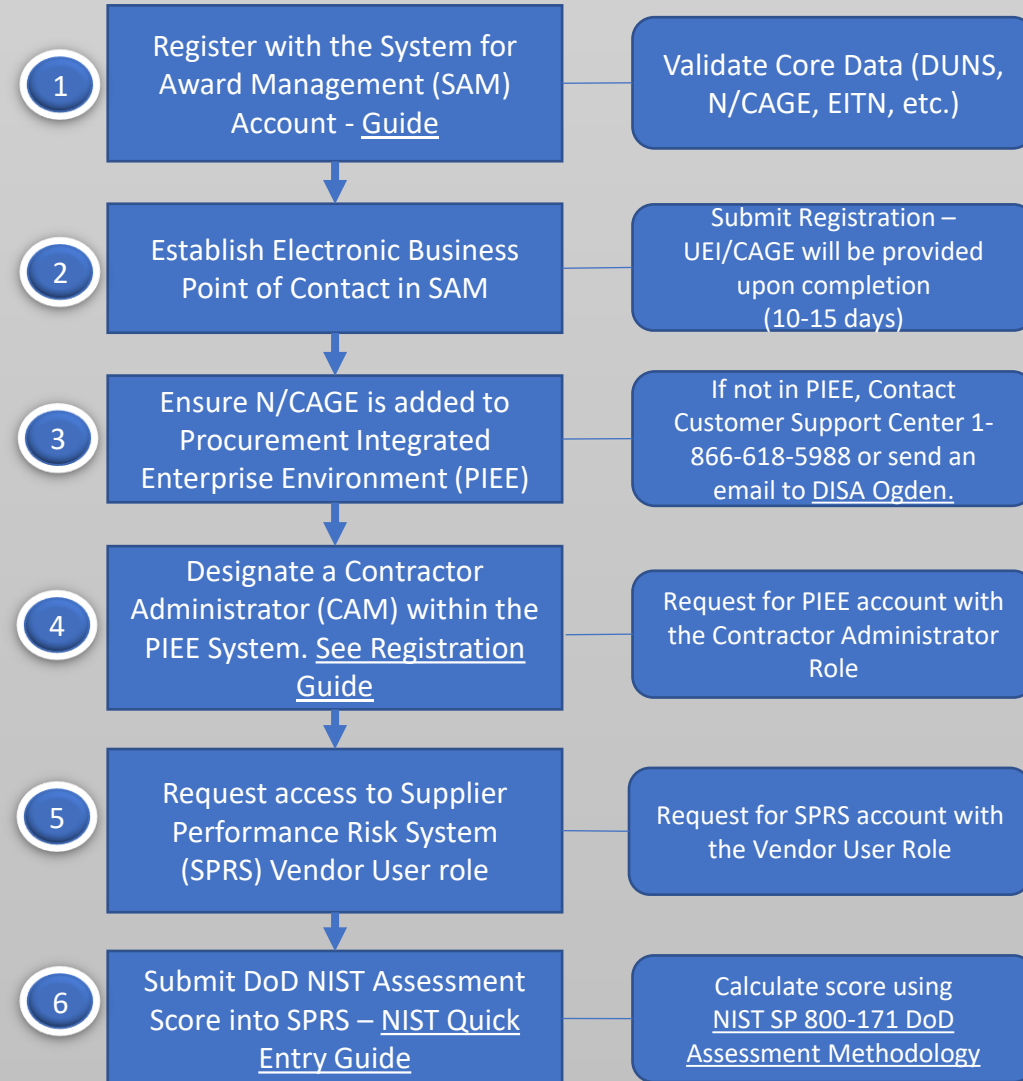 1
Register with the System for
Award Management (SAM)
Account - Guide
Validate Core Data (DUNS,
N/CAGE, EITN, etc.)
2
Establish Electronic Business
Point of Contact in SAM
Submit Registration –
UEI/CAGE will be provided
upon completion
(10-15 days)
3
Ensure N/CAGE is added to
Procurement Integrated
Enterprise Environment (PIEE)
If not in PIEE, Contact
Customer Support Center 1-
866-618-5988 or send an
email to DISA Ogden.
4
Designate a Contractor
Administrator (CAM) within the
PIEE System. See Registration
Guide
Request for PIEE account with
the Contractor Administrator
Role
5
Request access to Supplier
Performance Risk System
(SPRS) Vendor User role
Request for SPRS account with
the Vendor User Role
6
Submit DoD NIST Assessment
Score into SPRS – NIST Quick
Entry Guide
Calculate score using
NIST SP 800-171 DoD
Assessment Methodology